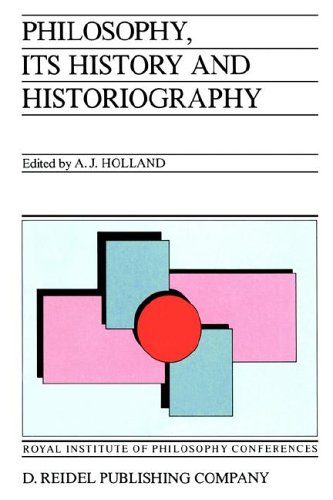 PHILOSOPHY,
ITS HISTORY AND
HISTORIOGRAPHY
Edited by A. J. HOLLAND
ROYAL INSTITUTE OF PHILOSOPHY CONFERENCES
D. REIDEL PUBLISHING COMPANY